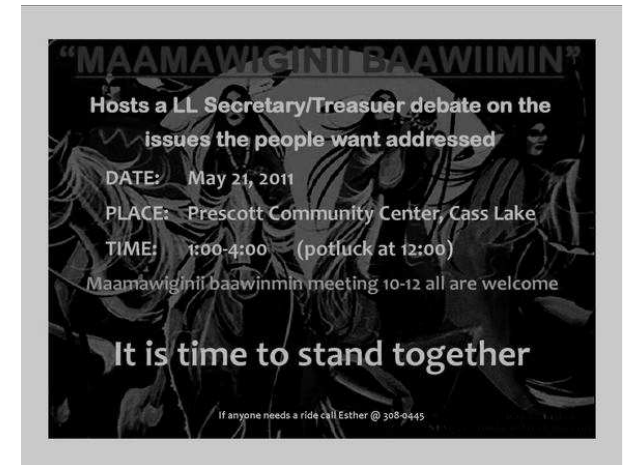 “MAAMAWIGINII BAAWIIMIN”
Hosts a LL Secretary/Treasuer debate on the
issues the people want addressed
DATE: May 21, 2011
PLACE: Prescott Community Center, Cass Lake
TIME: 1:00-4:00 (potluck at 12:00)
Maamawiginii baawinmin meeting 10-12 all are welcome
It is time to stand together
If anyone needs a ride call Esther @ 308-0445